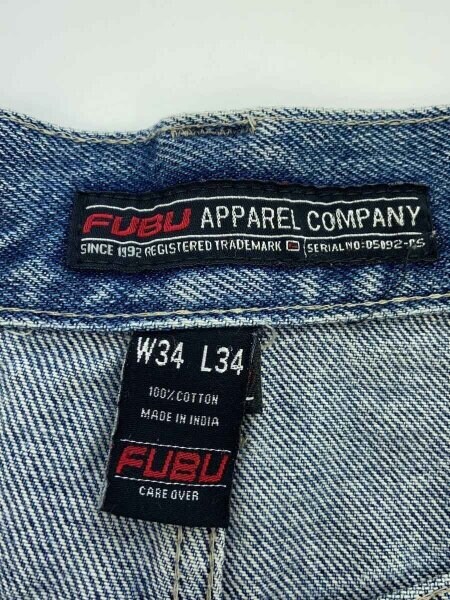 FUBU APPAREL COMPANY
SINCE 1992 REGISTERED TRADEMARK SERIAL NO: 05092-CS
W34 L34
100% COTTON
MADE IN INDIA
FUBU
CARE OVER